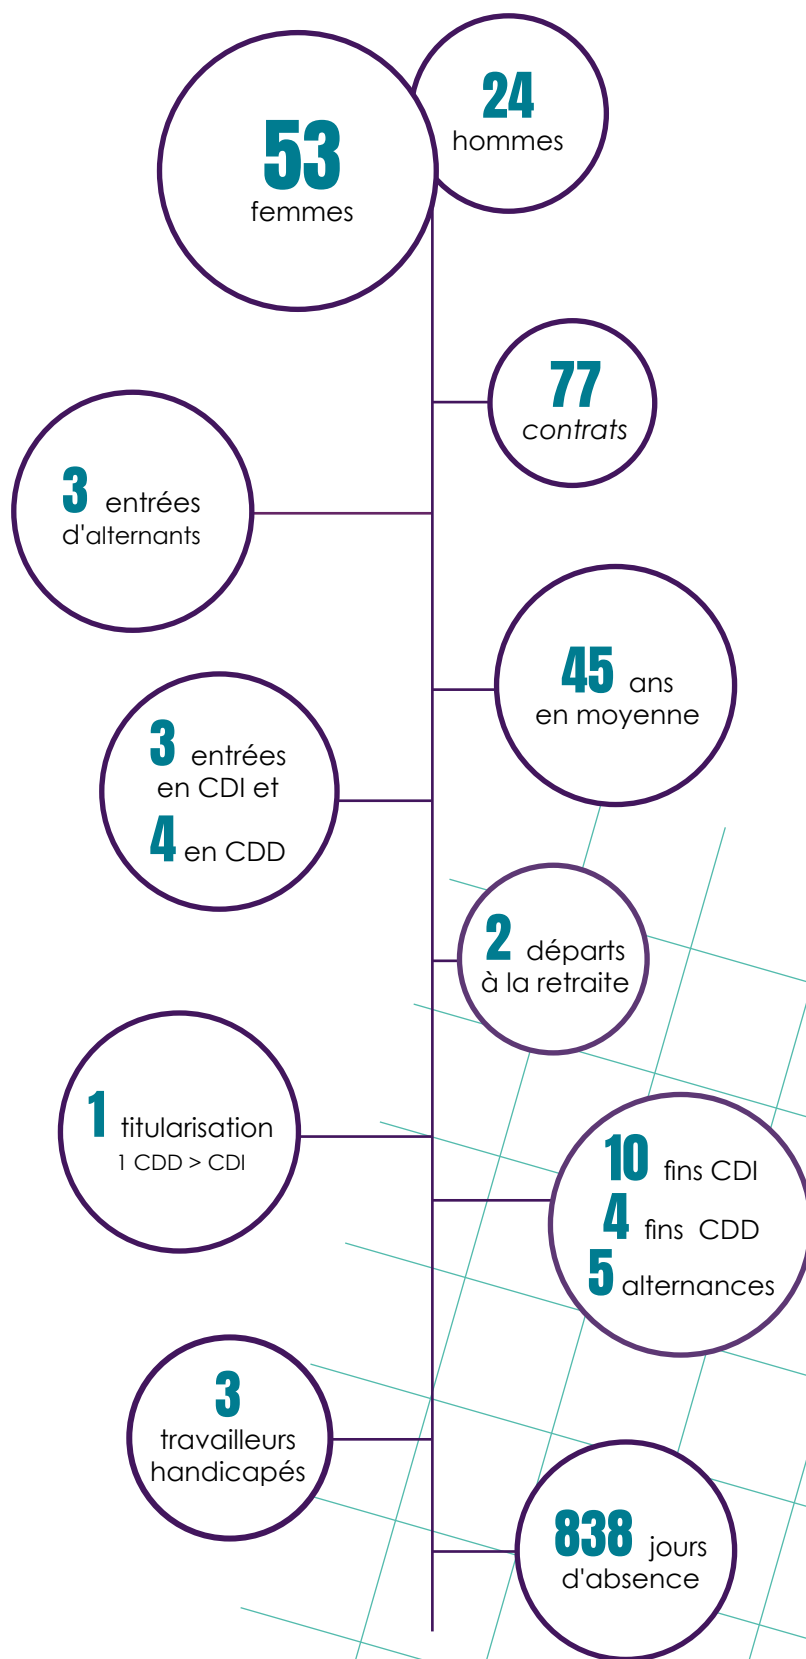 24
hommes
53
femmes
77
contrats
3 entrées
d'alternants
45 ans
en moyenne
3 entrées
en CDI et
4 en CDD
2 départs
à la retraite
1 titularisation
1 CDD > CDI
10 fins CDI
4 fins CDD
5 alternances
3
travailleurs
handicapés
838 jours
d'absence